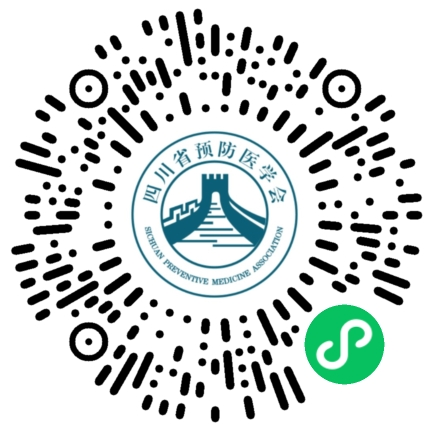 四川省预防医学会
SICHUAN PREVENTIVE MEDICINE ASSOCIATION